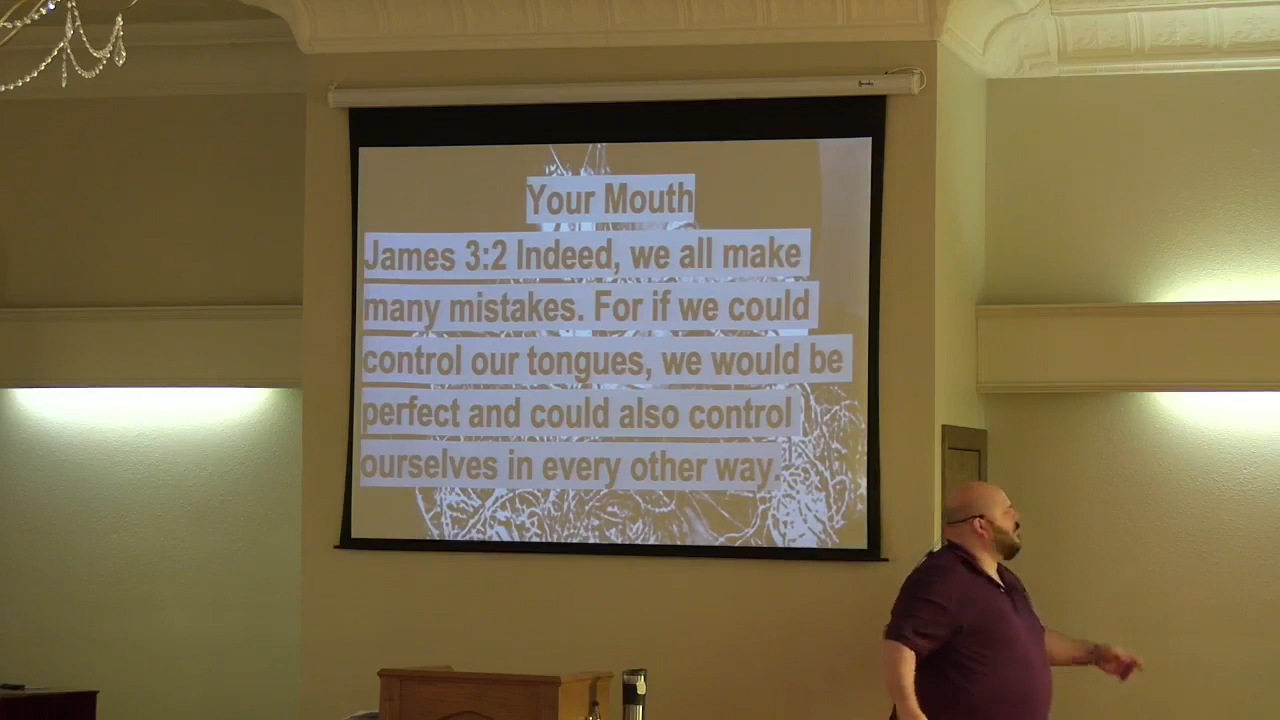 Your Mouth
James 3:2 Indeed, we all make
many mistakes. For if we could
control our tongues, we would be
perfect and could also control
ourselves in every other way.